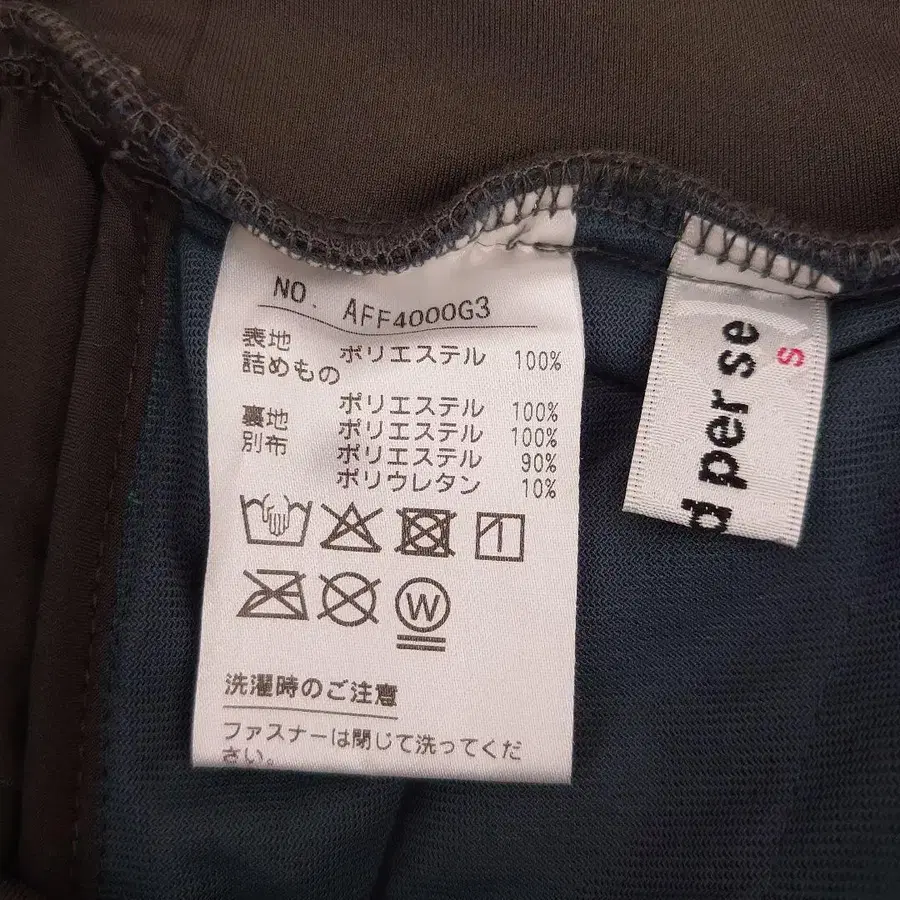 NO. AFF4000G3
表地 ポリエステル 100%
詰めもの
ポリエステル 100%
裏地 ポリエステル 100%
別布 ポリエステル 90%
ポリウレタン 10%
W
洗濯時のご注意
ファスナーは閉じて洗ってくだ
さい。
d per se
S